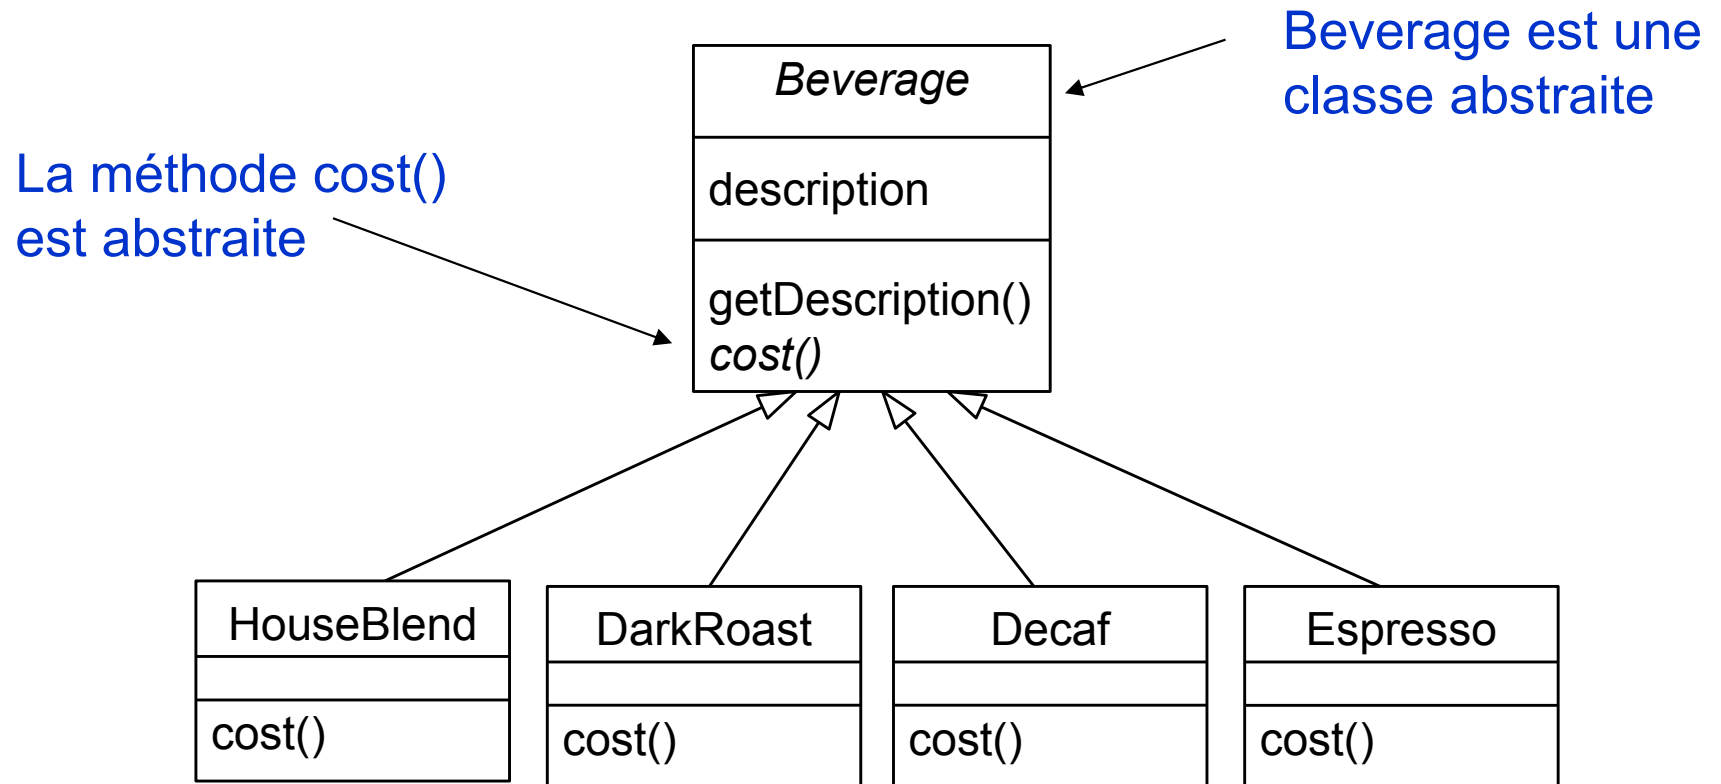 Beverage est une
classe abstraite
La méthode cost()
est abstraite
Beverage
description
getDescription()
cost()
HouseBlend
cost()
DarkRoast
cost()
Decaf
cost()
Espresso
cost()